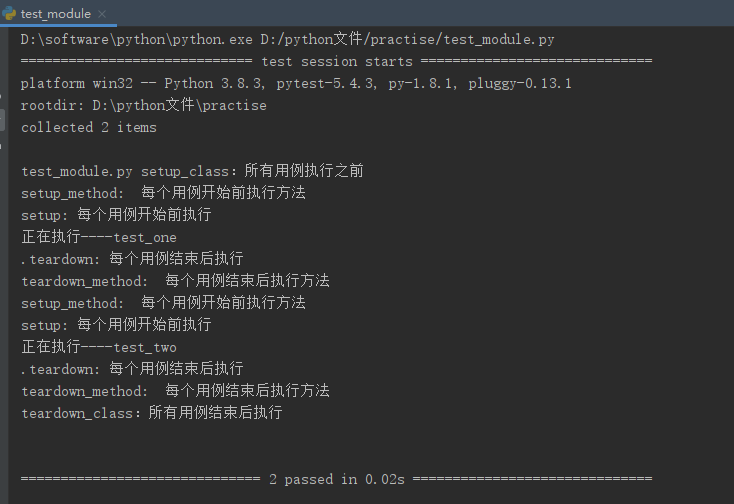 test_module
D:\software\python\python.exe D:/python文件/practise/test_module.py
============================= test session starts =============================
platform win32 -- Python 3.8.3, pytest-5.4.3, py-1.8.1, pluggy-0.13.1
rootdir: D:\python文件\practise
collected 2 items
test_module.py setup_class：所有用例执行之前
setup_method:  每个用例开始前执行方法
setup: 每个用例开始前执行
正在执行----test_one
.teardown: 每个用例结束后执行
teardown_method:  每个用例结束后执行方法
setup_method:  每个用例开始前执行方法
setup: 每个用例开始前执行
正在执行----test_two
.teardown: 每个用例结束后执行
teardown_method:  每个用例结束后执行方法
teardown_class：所有用例结束后执行
============================== 2 passed in 0.02s ==============================